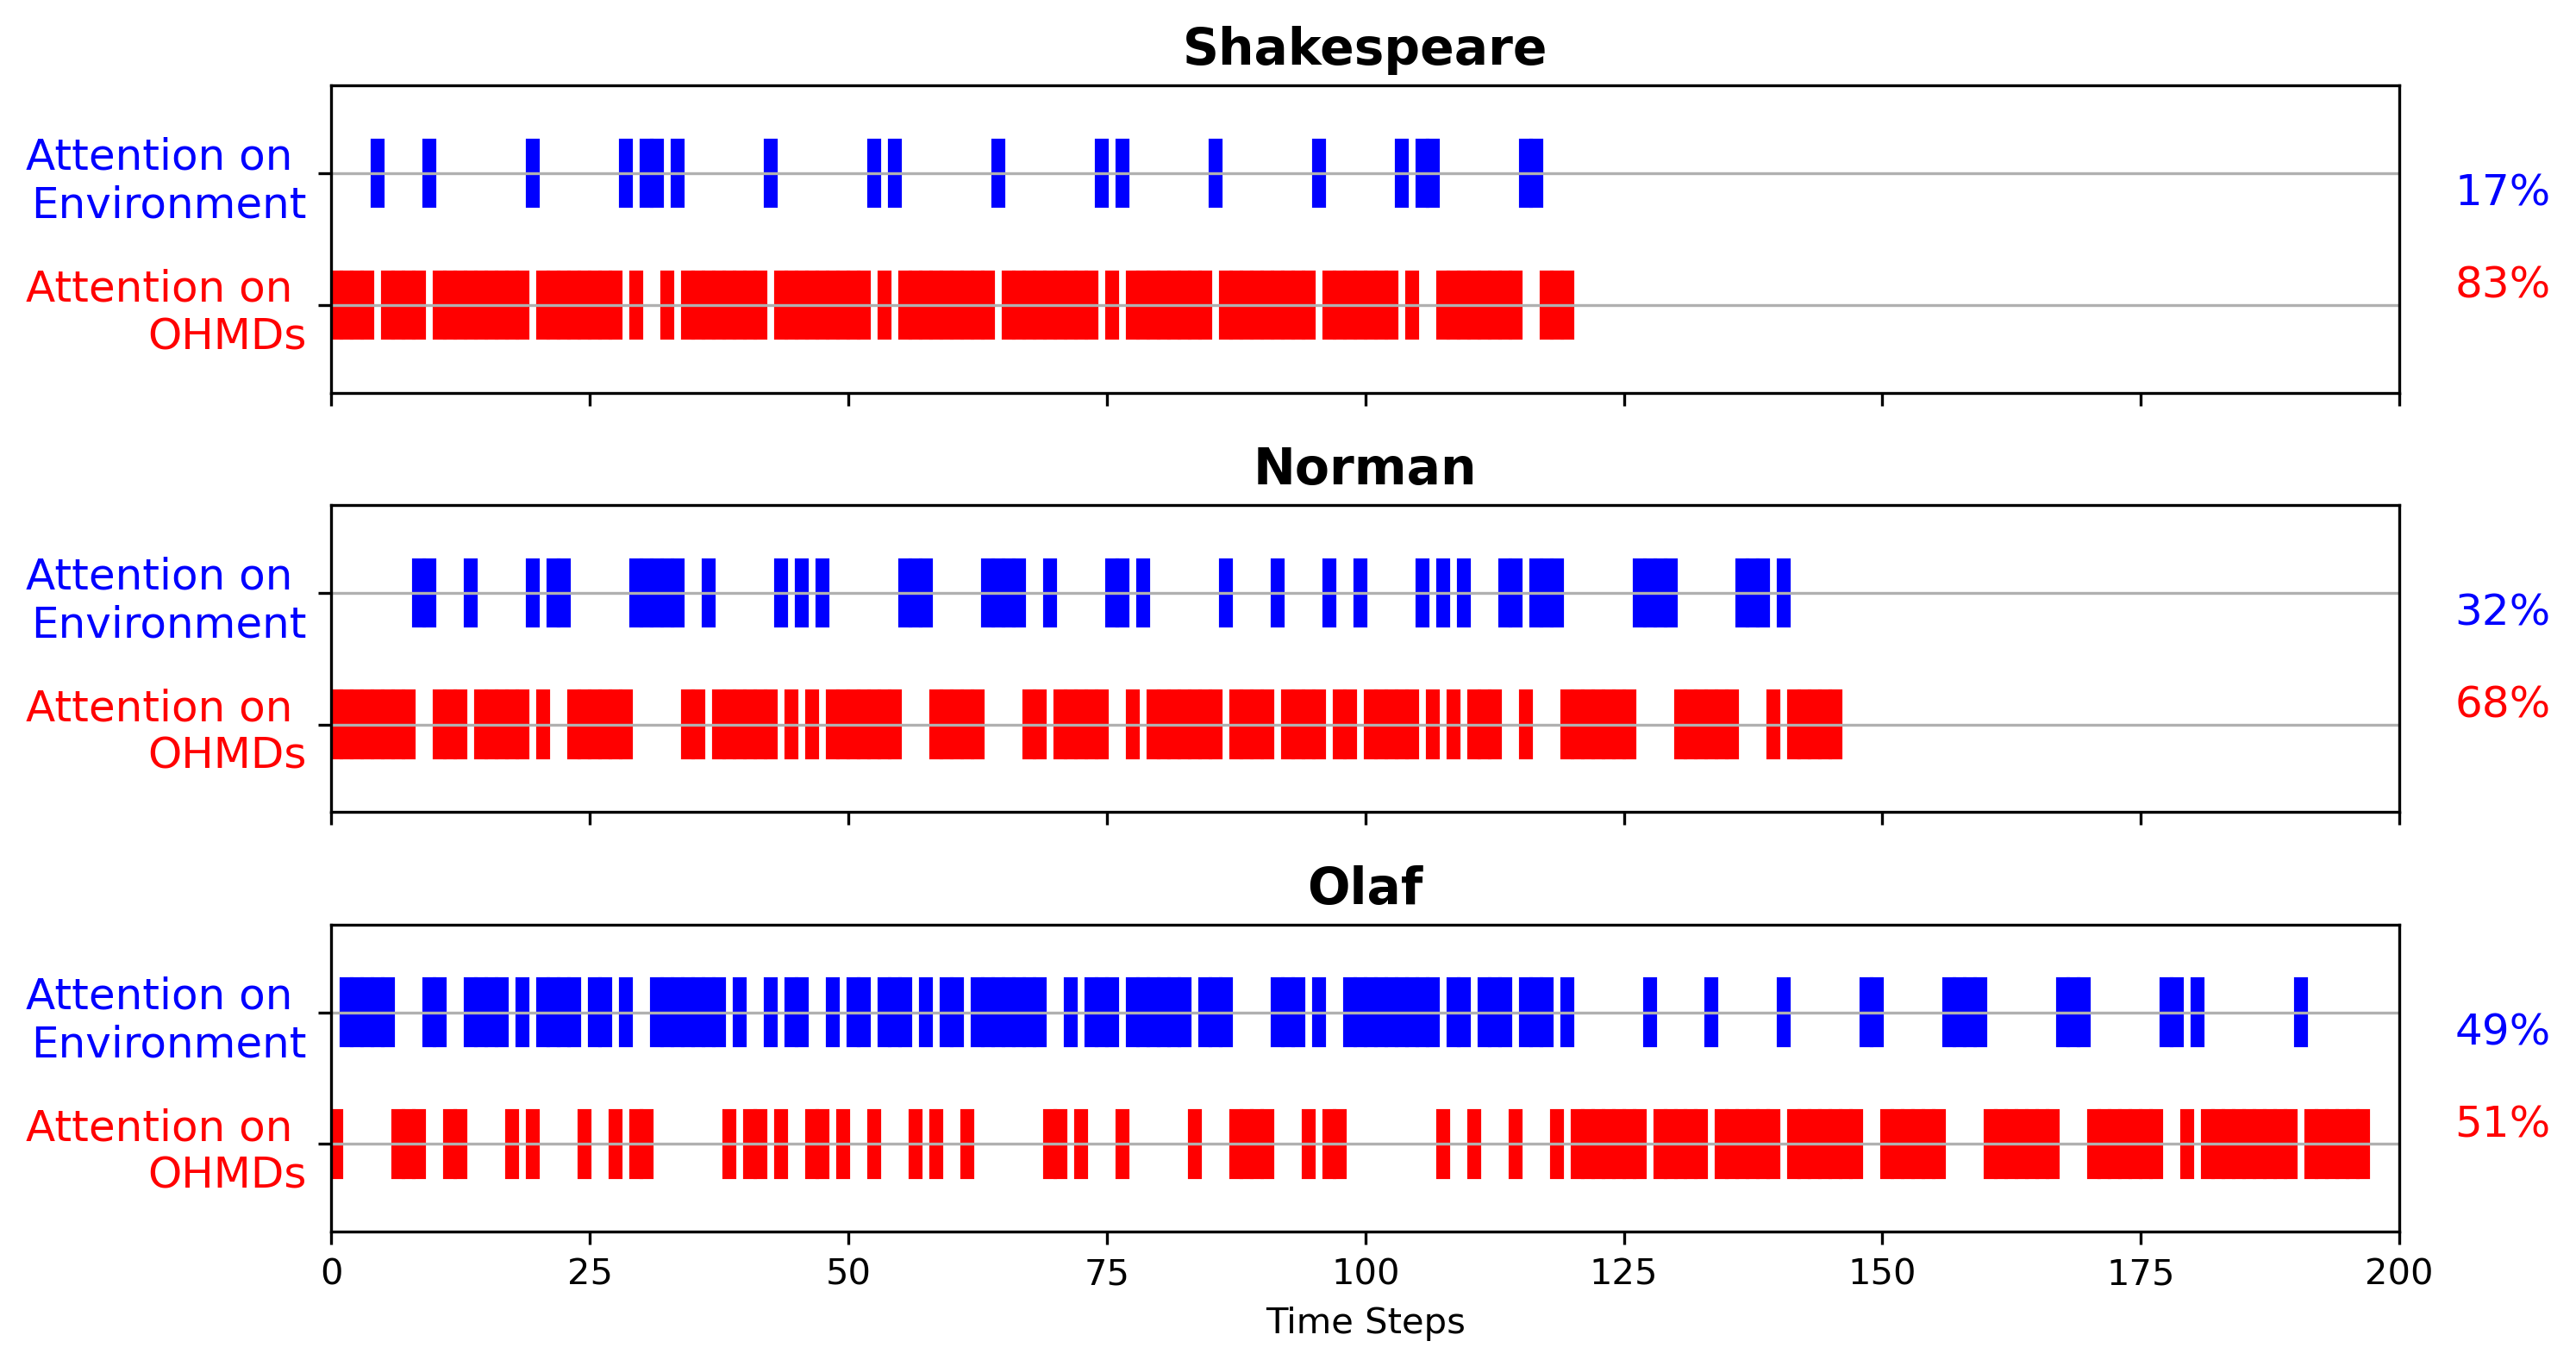 Shakespeare
Attention on
Environment
17%
Attention on
OHMDs
83%
Norman
Attention on
Environment
32%
Attention on
OHMDs
68%
Olaf
Attention on
Environment
49%
Attention on
OHMDs
51%
0 25 50 75 100 125 150 175 200
Time Steps